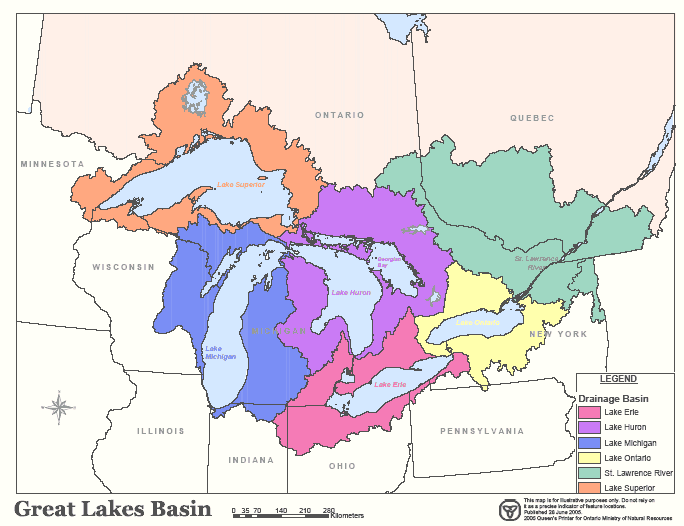 ONTARIO
QUEBEC
MINNESOTA
Lake Superior
WISCONSIN
St. Lawrence
River
Georgian
Bay
Lake Huron
Lake Ontario
MICHIGAN
NEW YORK
Lake
Michigan
Lake Erie
ILLINOIS
INDIANA
OHIO
PENNSYLVANIA
LEGEND
Drainage Basin
Lake Erie
Lake Huron
Lake Michigan
Lake Ontario
St. Lawrence River
Lake Superior
Great Lakes Basin
0 35 70 140 210 280
Kilometers
This map is for illustrative purposes only. Do not rely on
it as a precise indicator of feature locations.
Published 28 June 2005.
2005 Queen's Printer for Ontario Ministry of Natural Resources